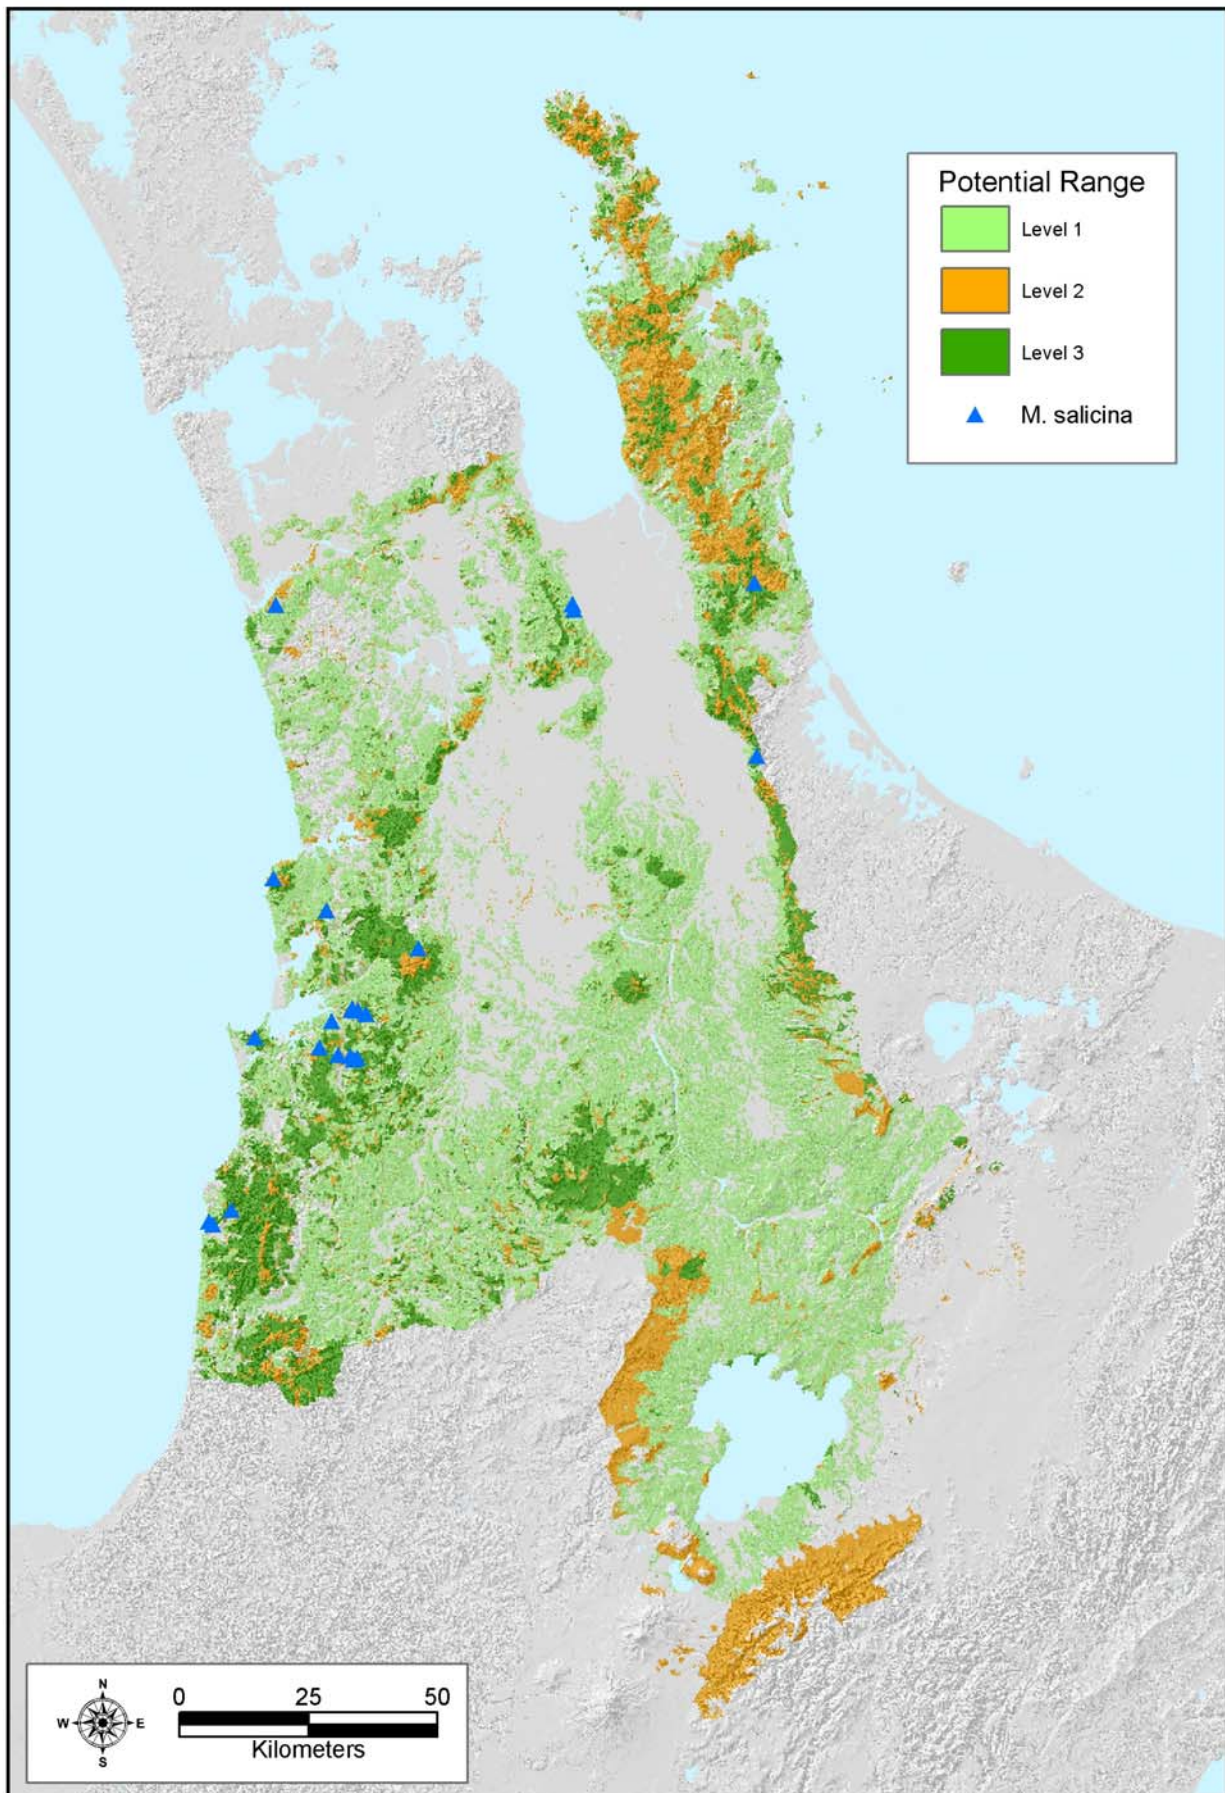 Potential Range
Level 1
Level 2
Level 3
M. salicina
N
W E
S
0 25 50
Kilometers